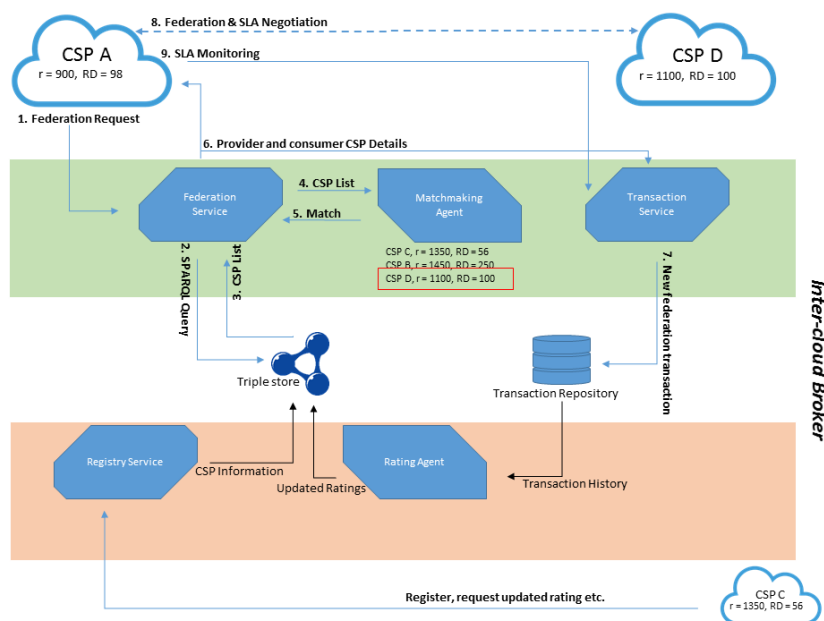 8. Federation & SLA Negotiation
CSP A
r = 900, RD = 98
9. SLA Monitoring
CSP D
r = 1100, RD = 100
1. Federation Request
6. Provider and consumer CSP Details
Federation
Service
4. CSP List
5. Match
Matchmaking
Agent
Transaction
Service
CSP C, r = 1350, RD = 56
CSP B, r = 1450, RD = 250
CSP D, r = 1100, RD = 100
2. SPARQL Query
3. CSP List
7. New federation transaction
Inter-cloud Broker
Triple store
Transaction Repository
Registry Service
CSP Information
Rating Agent
Updated Ratings
Transaction History
Register, request updated rating etc.
CSP C
r = 1350, RD = 56